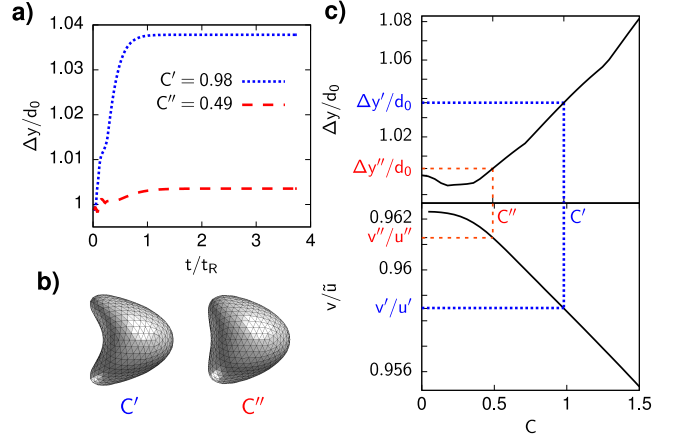 a)
Δy/d₀
1.04
1.03
1.02
1.01
1
C′ = 0.98
C″ = 0.49
0 1 2 3 4
t/t_R
b)
C′ C″
c)
Δy/d₀
1.08
1.06
Δy′/d₀
1.02
Δy″/d₀
C″ C′
v/ũ
0.962
v″/u″
0.96
v′/u′
0.956
0 0.5 1 1.5
C